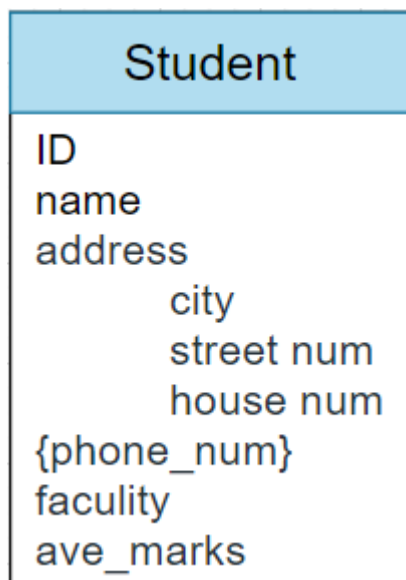 Student
ID
name
address
city
street num
house num
{phone_num}
faculity
ave_marks